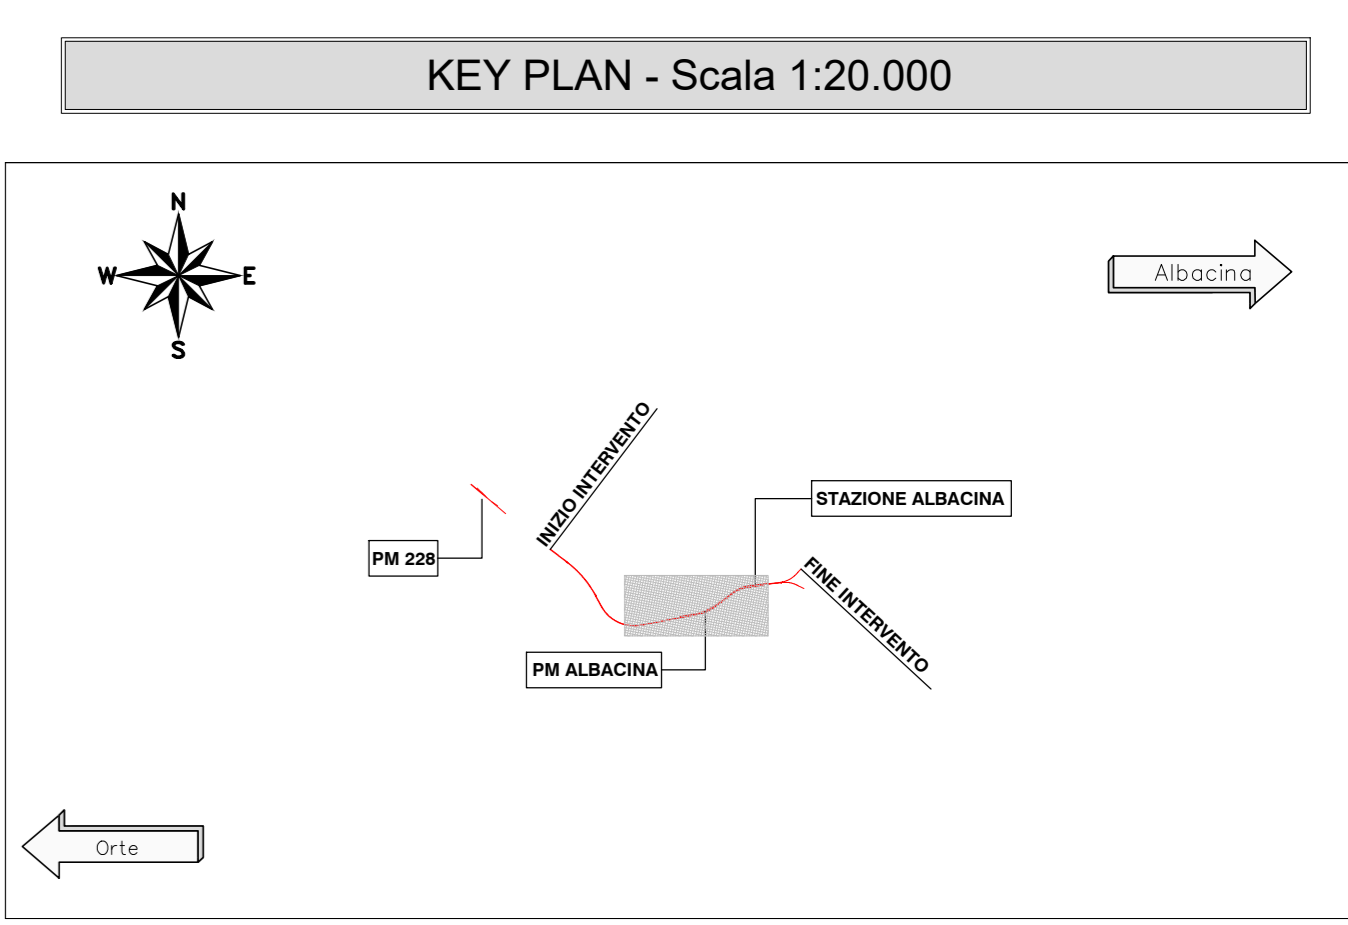 KEY PLAN - Scala 1:20.000
N
W
E
S
Albacina
INIZIO INTERVENTO
STAZIONE ALBACINA
PM 228
FINE INTERVENTO
PM ALBACINA
Orte